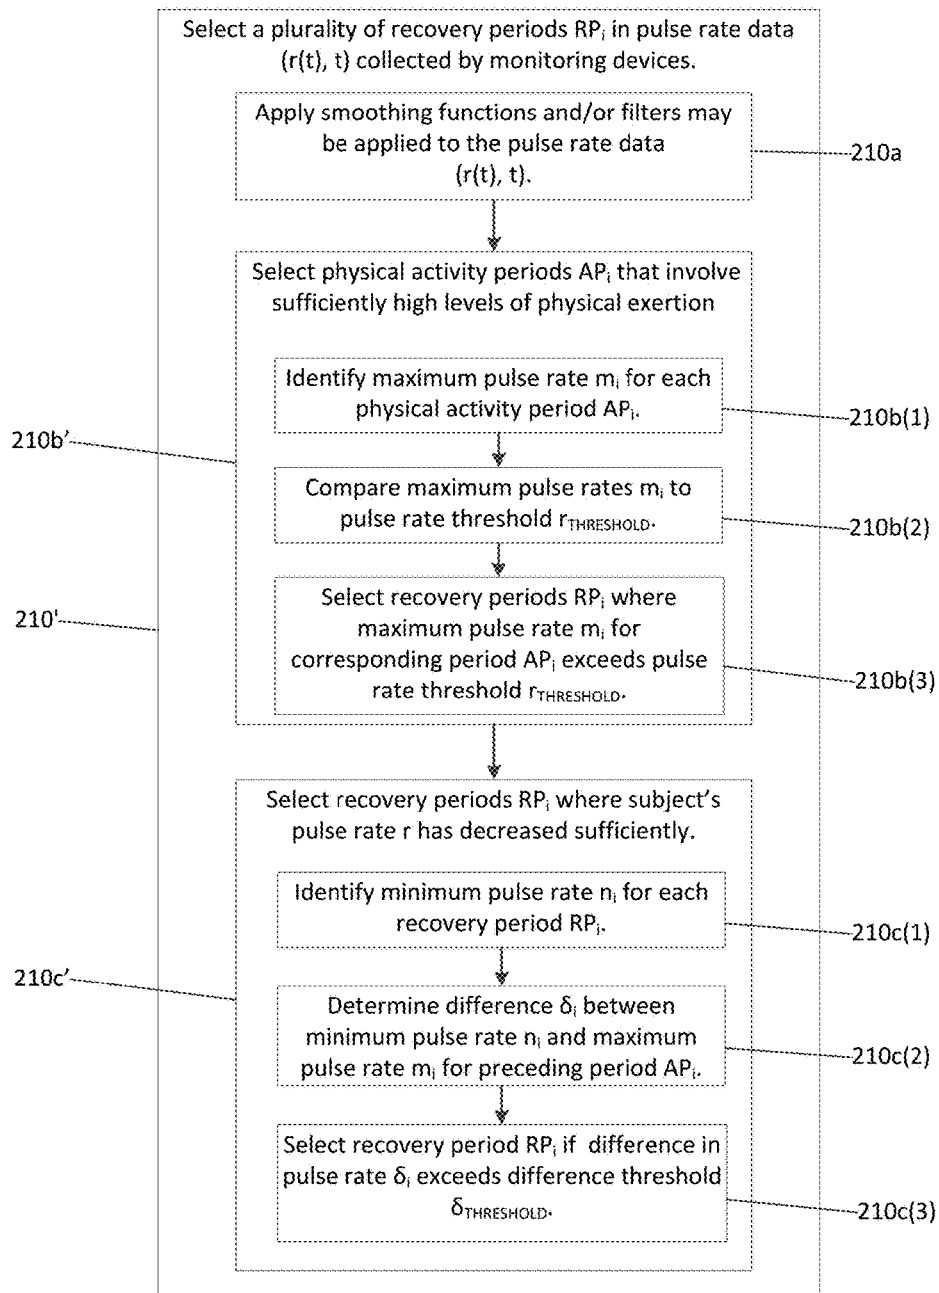 Select a plurality of recovery periods RPi in pulse rate data
(r(t), t) collected by monitoring devices.
Apply smoothing functions and/or filters may
be applied to the pulse rate data
(r(t), t).
210a
Select physical activity periods APi that involve
sufficiently high levels of physical exertion
Identify maximum pulse rate mi for each
physical activity period APi.
210b(1)
210b'
Compare maximum pulse rates mi to
pulse rate threshold rTHRESHOLD.
210b(2)
Select recovery periods RPi where
maximum pulse rate mi for
corresponding period APi exceeds pulse
rate threshold rTHRESHOLD.
210'
210b(3)
Select recovery periods RPi where subject's
pulse rate r has decreased sufficiently.
Identify minimum pulse rate ni for each
recovery period RPi.
210c(1)
210c'
Determine difference δi between
minimum pulse rate ni and maximum
pulse rate mi for preceding period APi.
210c(2)
Select recovery period RPi if difference in
pulse rate δi exceeds difference threshold
δTHRESHOLD.
210c(3)